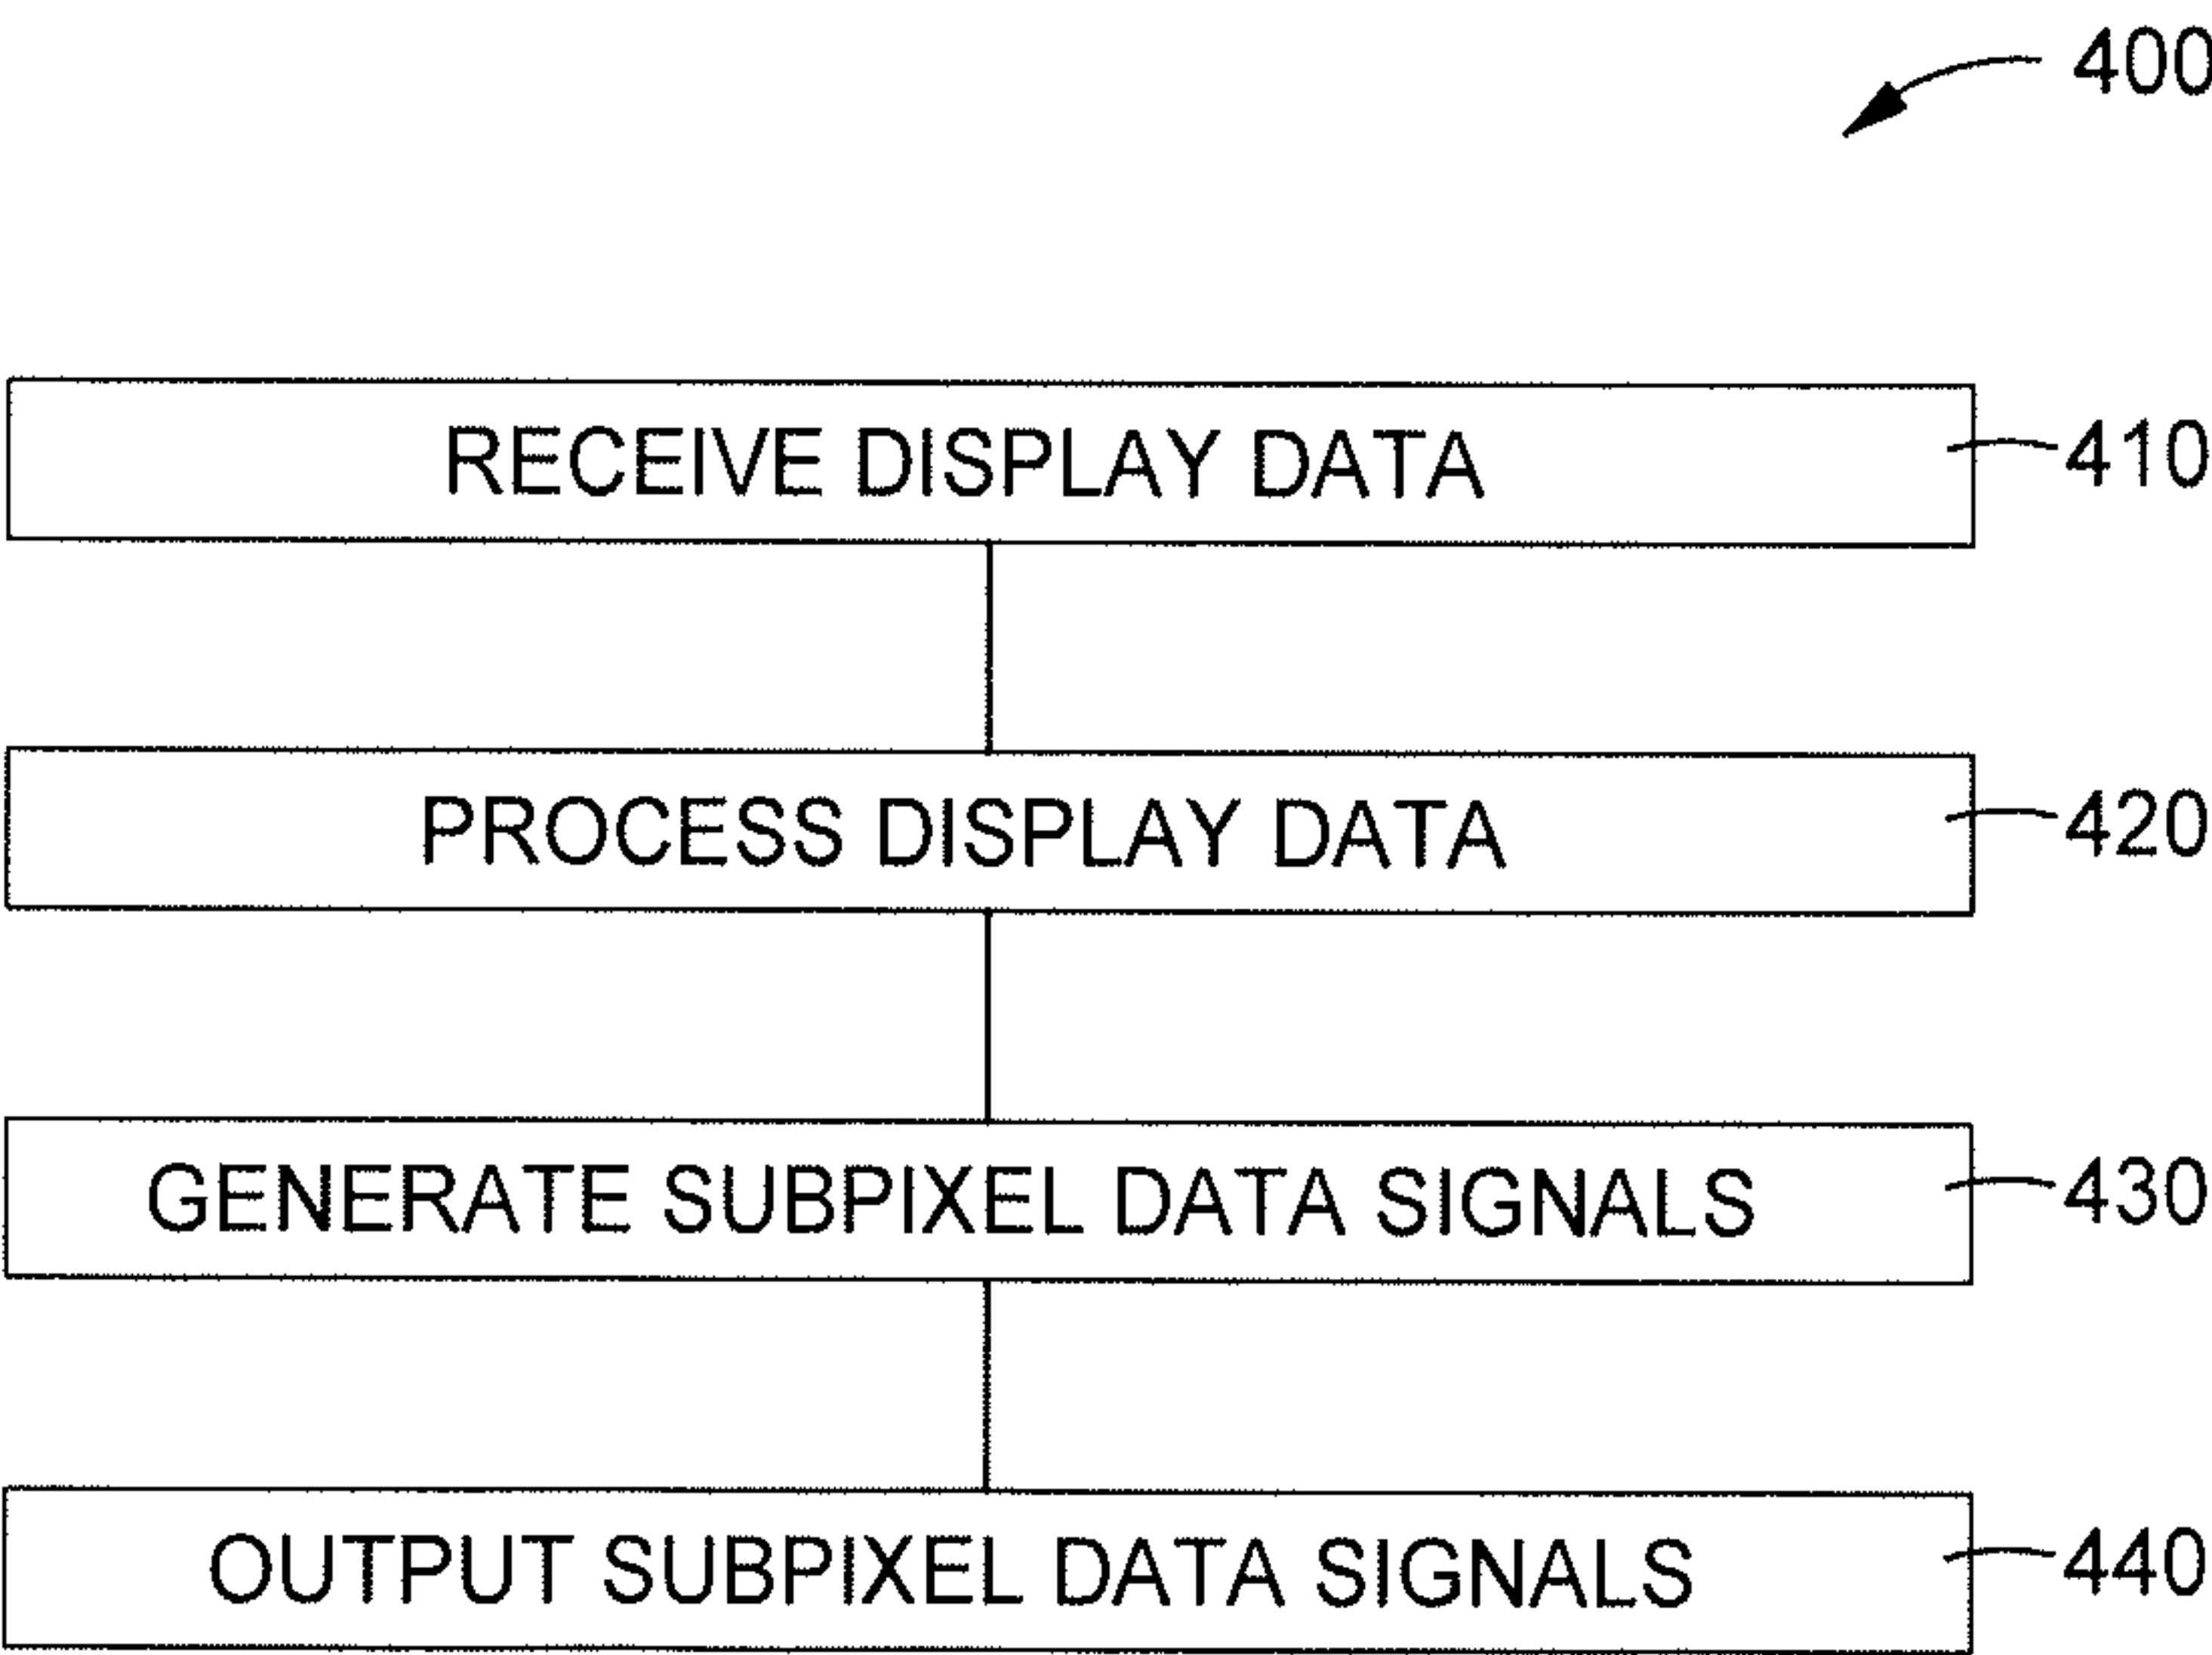 400
RECEIVE DISPLAY DATA 410
PROCESS DISPLAY DATA 420
GENERATE SUBPIXEL DATA SIGNALS 430
OUTPUT SUBPIXEL DATA SIGNALS 440